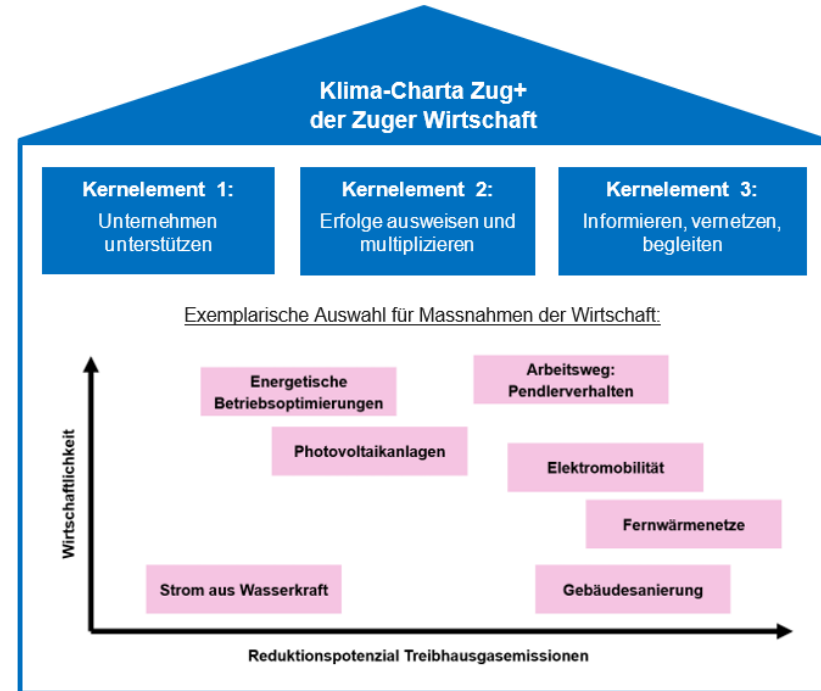 Klima-Charta Zug+
der Zuger Wirtschaft
Kernelement 1:
Unternehmen
unterstützen
Kernelement 2:
Erfolge ausweisen und
multiplizieren
Kernelement 3:
Informieren, vernetzen,
begleiten
Exemplarische Auswahl für Massnahmen der Wirtschaft:
Wirtschaftlichkeit
Energetische
Betriebsoptimierungen
Arbeitsweg:
Pendlerverhalten
Photovoltaikanlagen
Elektromobilität
Fernwärmenetze
Strom aus Wasserkraft
Gebäudesanierung
Reduktionspotenzial Treibhausgasemissionen